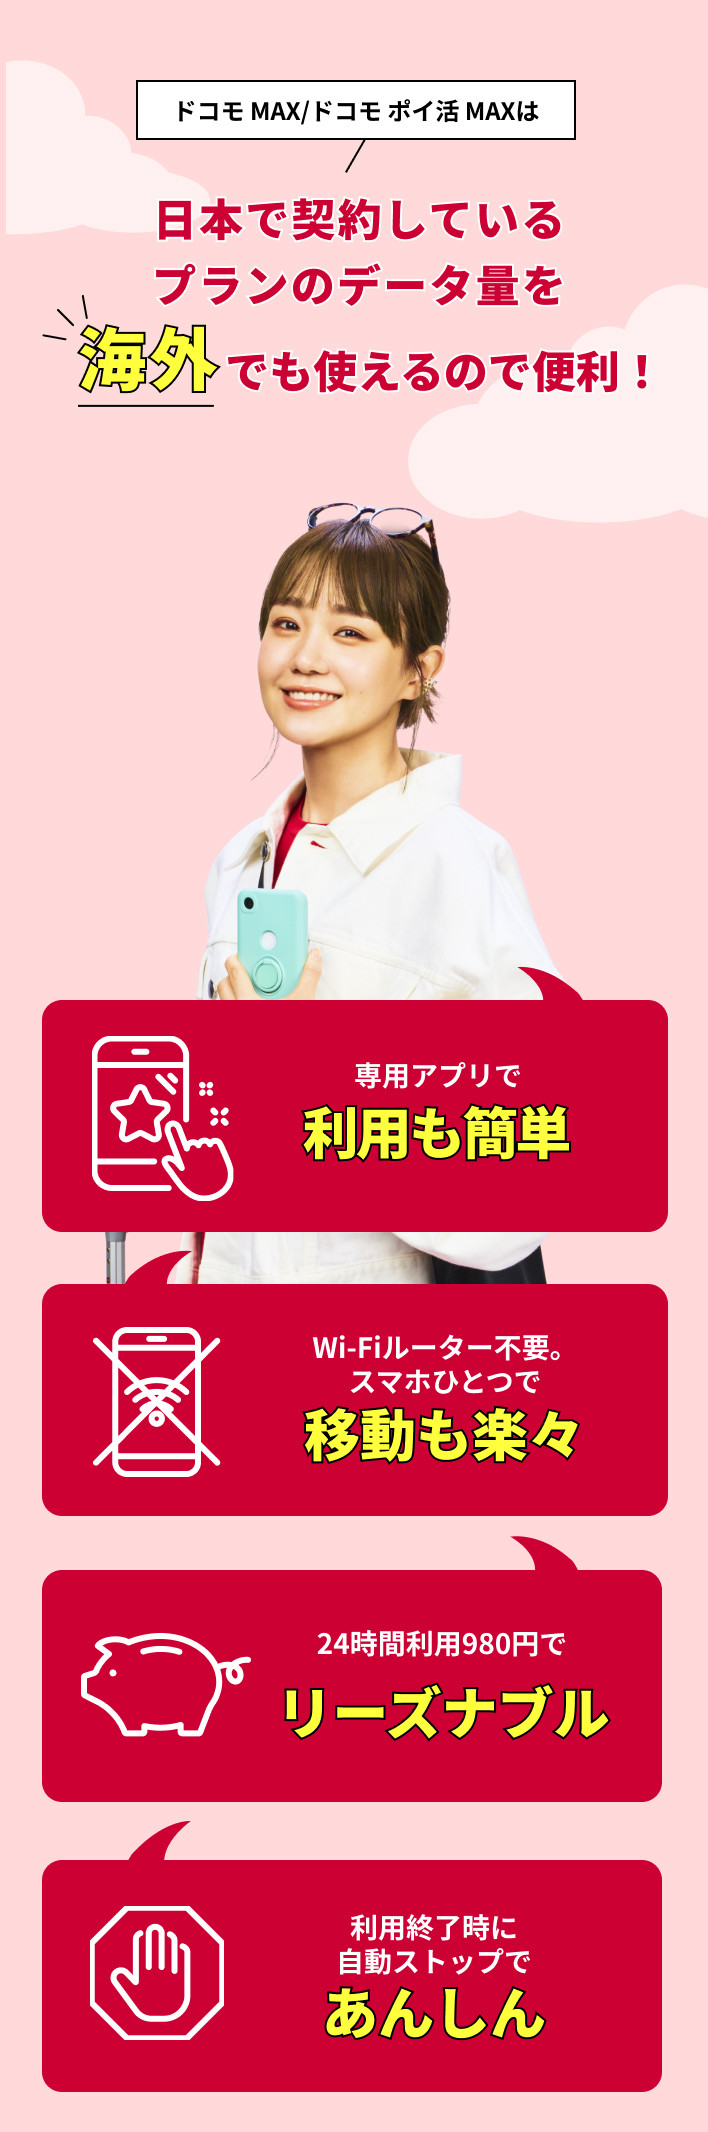 ドコモ MAX/ドコモ ポイ活 MAXは
日本で契約している
プランのデータ量を
海外でも使えるので便利！
専用アプリで
利用も簡単
Wi-Fiルーター不要。
スマホひとつで
移動も楽々
24時間利用980円で
リーズナブル
利用終了時に
自動ストップで
あんしん